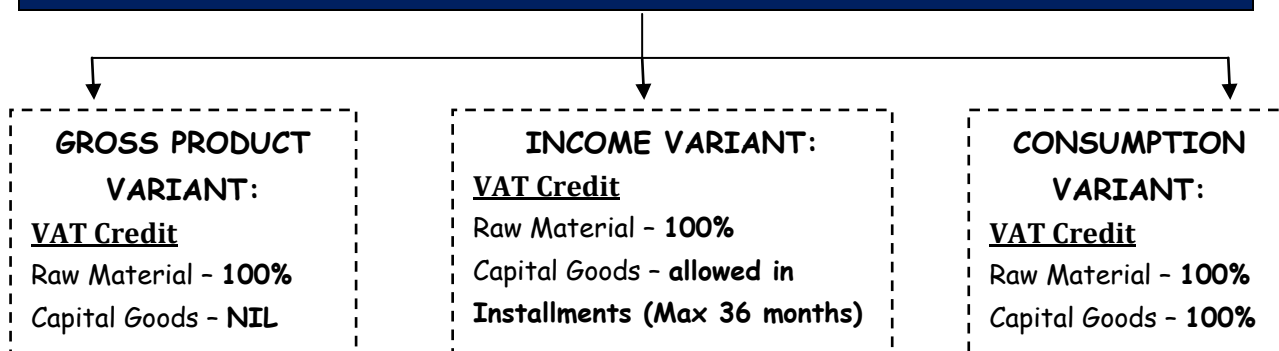 GROSS PRODUCT
VARIANT:
VAT Credit
Raw Material – 100%
Capital Goods – NIL
INCOME VARIANT:
VAT Credit
Raw Material – 100%
Capital Goods – allowed in
Installments (Max 36 months)
CONSUMPTION
VARIANT:
VAT Credit
Raw Material – 100%
Capital Goods – 100%